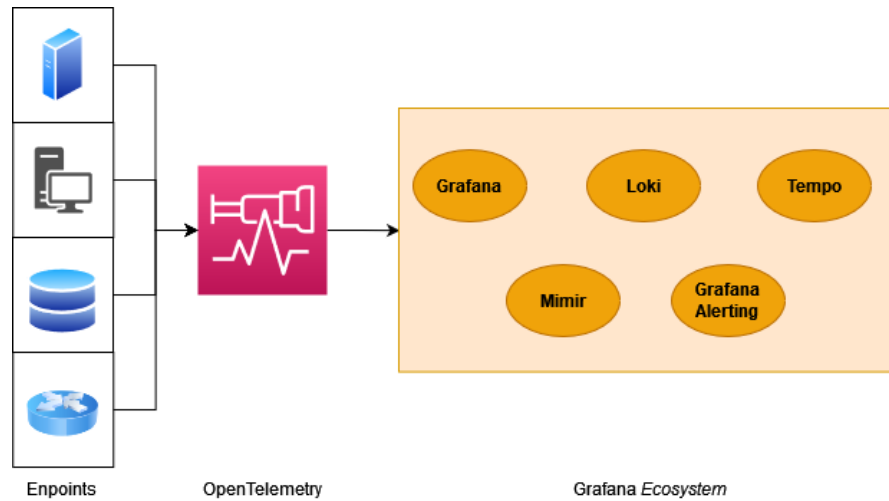 Grafana
Loki
Tempo
Mimir
Grafana
Alerting
Enpoints
OpenTelemetry
Grafana Ecosystem